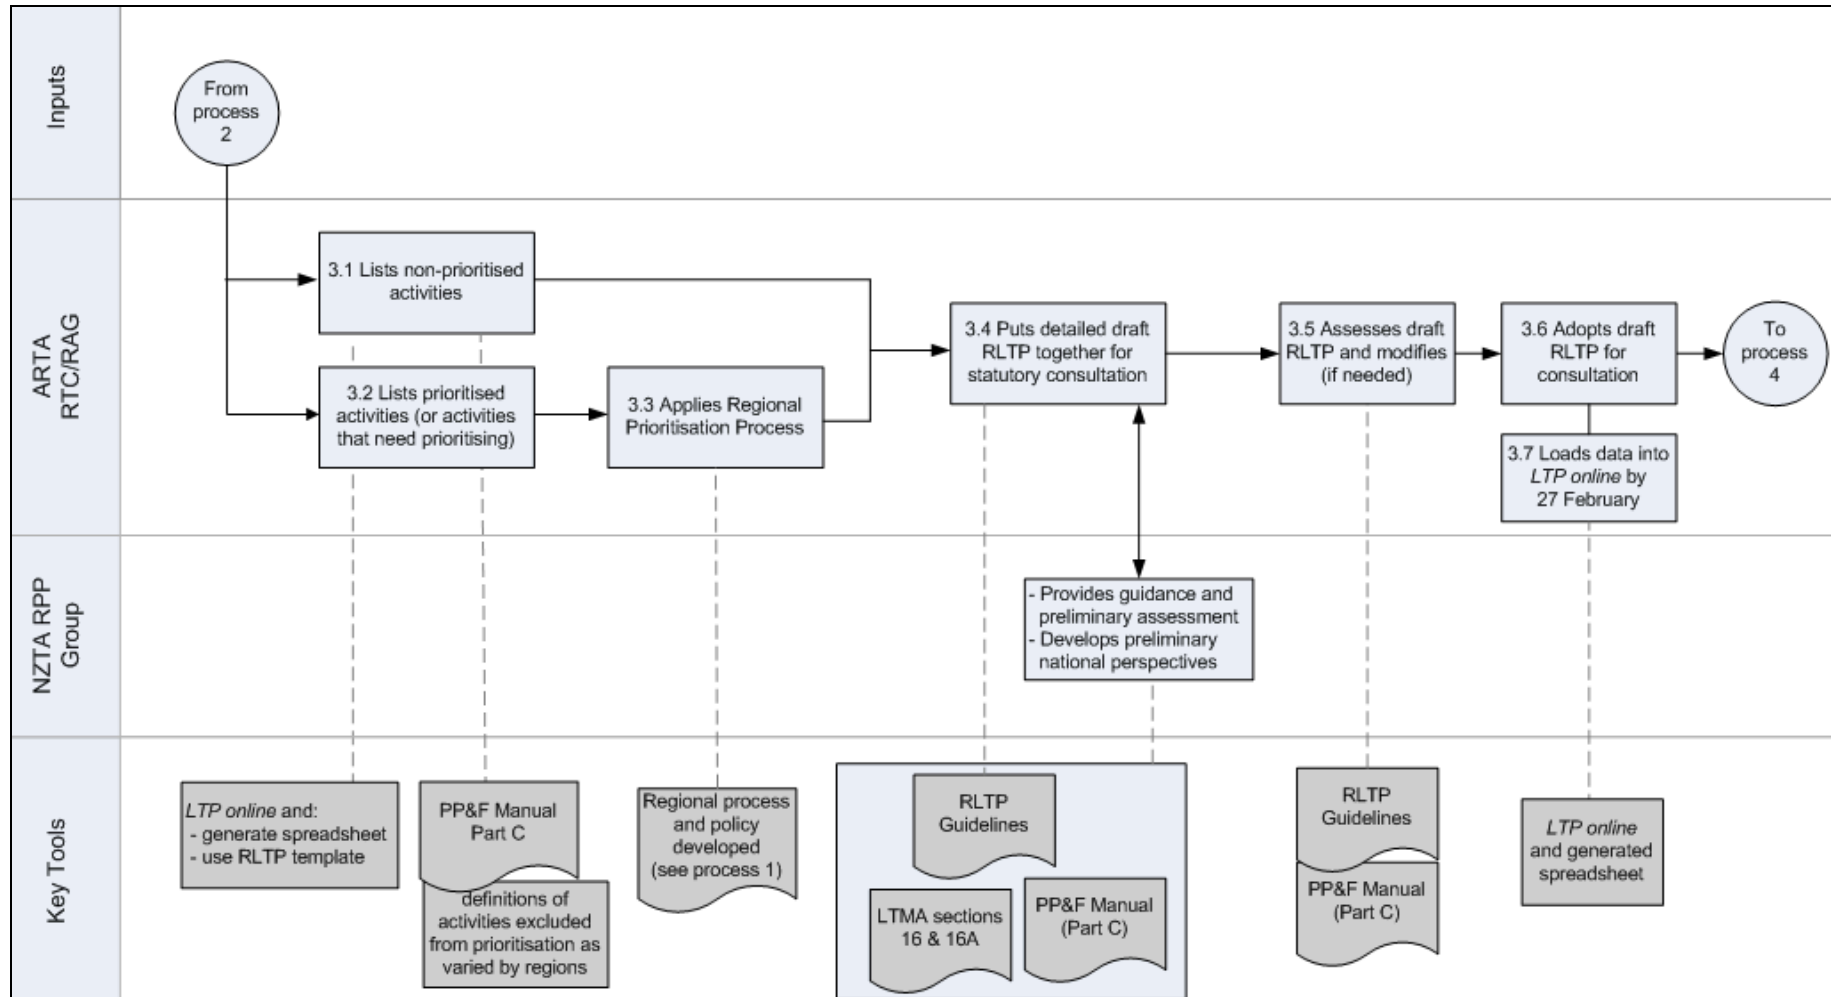 Inputs
From
process
2
ARTA
RTC/RAG
3.1 Lists non-prioritised
activities
3.2 Lists prioritised
activities (or activities
that need prioritising)
3.3 Applies Regional
Prioritisation Process
3.4 Puts detailed draft
RLTP together for
statutory consultation
3.5 Assesses draft
RLTP and modifies
(if needed)
3.6 Adopts draft
RLTP for
consultation
To
process
4
3.7 Loads data into
LTP online by
27 February
NZTA RPP
Group
- Provides guidance and
preliminary assessment
- Develops preliminary
national perspectives
Key Tools
LTP online and:
- generate spreadsheet
- use RLTP template
PP&F Manual
Part C
definitions of
activities excluded
from prioritisation as
varied by regions
Regional process
and policy
developed
(see process 1)
RLTP
Guidelines
LTMA sections
16 & 16A
PP&F Manual
(Part C)
RLTP
Guidelines
PP&F Manual
(Part C)
LTP online
and generated
spreadsheet